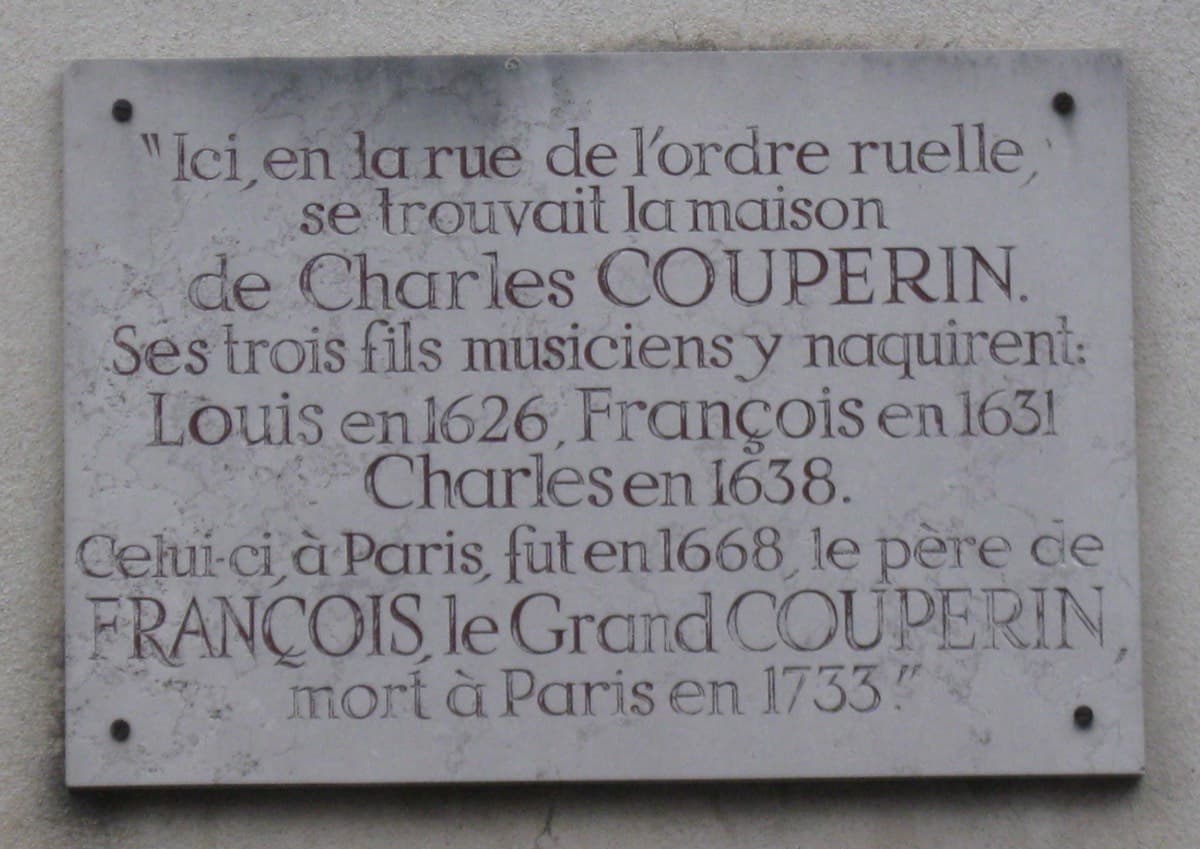 "Ici, en la rue de l'ordre ruelle,
se trouvait la maison
de Charles COUPERIN.
Ses trois fils musiciens y naquirent:
Louis en 1626, François en 1631
Charles en 1638.
Celui-ci, à Paris, fut en 1668, le père de
FRANÇOIS, le Grand COUPERIN,
mort à Paris en 1733."